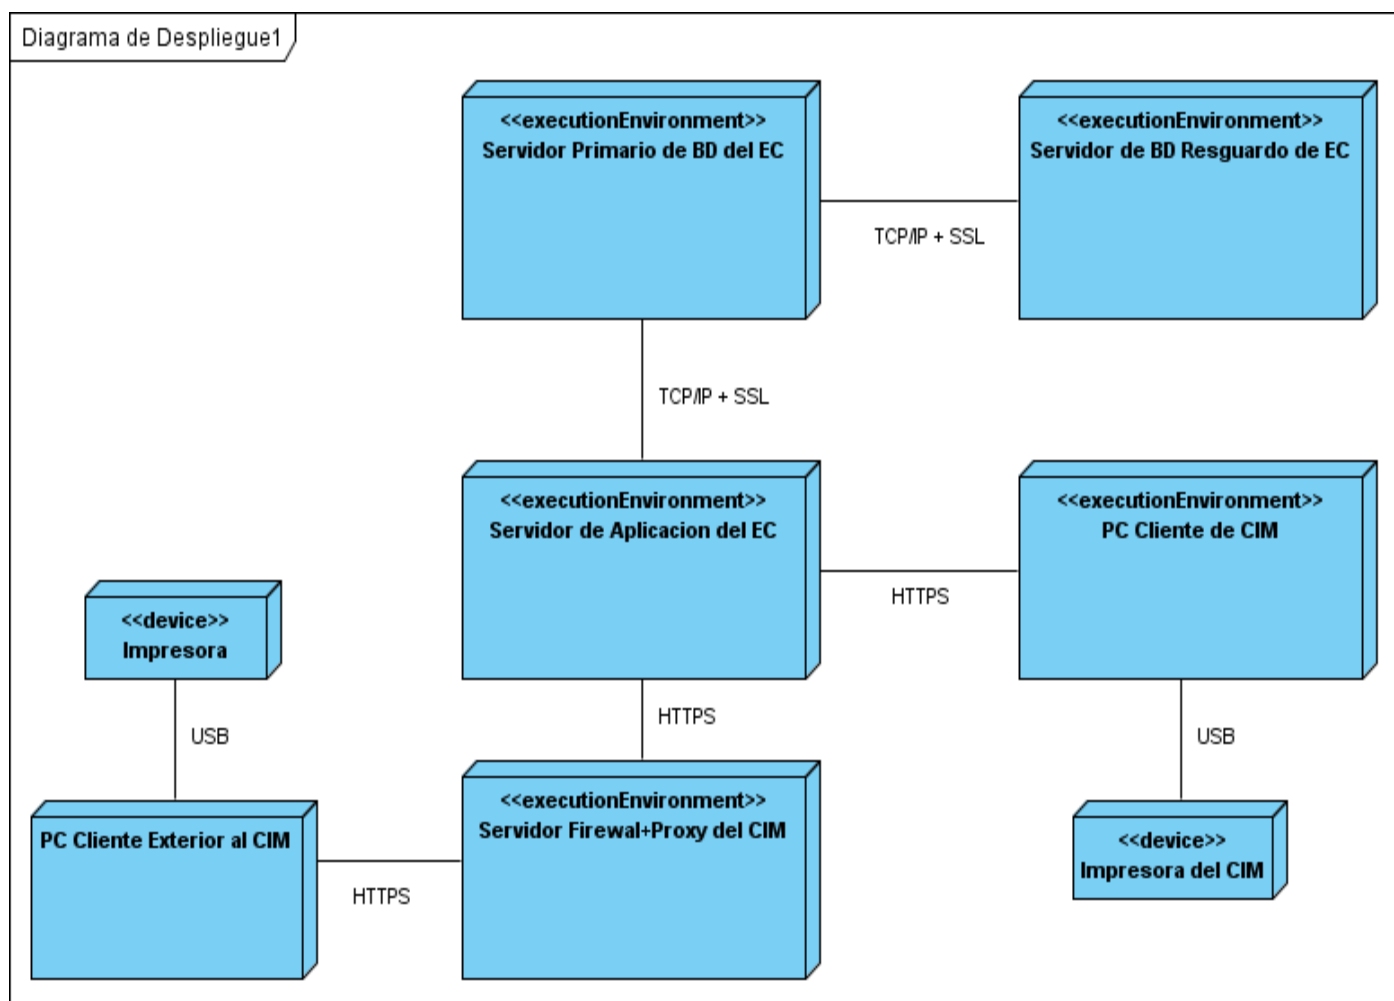 Diagrama de Despliegue1
<<executionEnvironment>>
Servidor Primario de BD del EC
<<executionEnvironment>>
Servidor de BD Resguardo de EC
TCP/IP + SSL
TCP/IP + SSL
<<executionEnvironment>>
Servidor de Aplicacion del EC
<<executionEnvironment>>
PC Cliente de CIM
HTTPS
<<device>>
Impresora
HTTPS
USB
USB
<<executionEnvironment>>
Servidor Firewal+Proxy del CIM
PC Cliente Exterior al CIM
HTTPS
<<device>>
Impresora del CIM